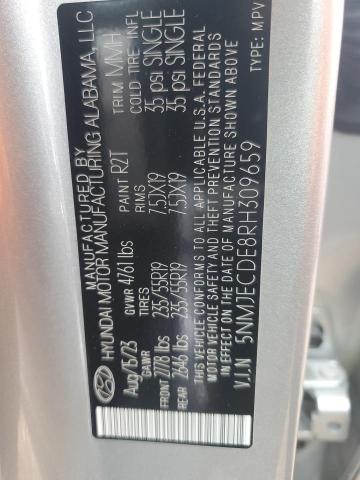 MANUFACTURED BY
HYUNDAI MOTOR MANUFACTURING ALABAMA, LLC
Aug/15/23 GVWR 4761 lbs PAINT R2T TRIM MMH
GAWR TIRES RIMS COLD TIRE INFL
FRONT 2778 lbs 235/55R19 7.5JX19 35 psi SINGLE
REAR 2646 lbs 235/55R19 7.5JX19 35 psi SINGLE
THIS VEHICLE CONFORMS TO ALL APPLICABLE U.S.A. FEDERAL
MOTOR VEHICLE SAFETY AND THEFT PREVENTION STANDARDS
IN EFFECT ON THE DATE OF MANUFACTURE SHOWN ABOVE
V.I.N 5NMJECDE8RH309659 TYPE: MPV